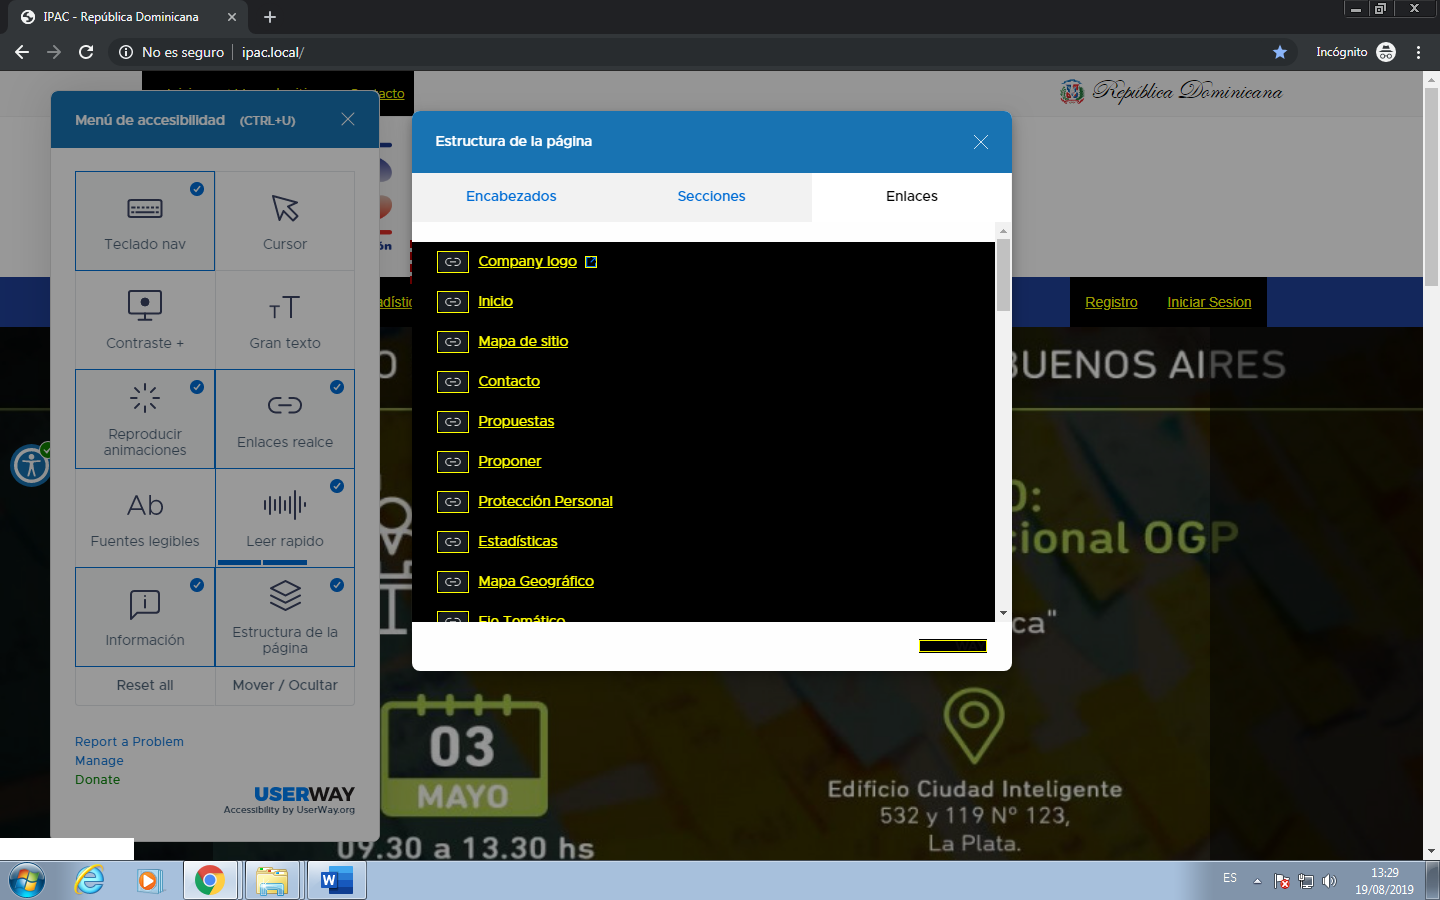 IPAC - República Dominicana
No es seguro
ipac.local/
Incógnito
Contacto
República Dominicana
Menú de accesibilidad (CTRL+U)
Estructura de la página
Encabezados
Secciones
Enlaces
Teclado nav
Cursor
Contraste +
Gran texto
Reproducir
animaciones
Enlaces realce
Fuentes legibles
Leer rapido
Información
Estructura de la
página
Reset all
Mover / Ocultar
Report a Problem
Manage
Donate
USERWAY
Accessibility by UserWay.org
Company logo
Inicio
Mapa de sitio
Contacto
Propuestas
Proponer
Protección Personal
Estadísticas
Mapa Geográfico
Eje Temático
Registro
Iniciar Sesion
BUENOS AIRES
OGP
03
MAYO
09.30 a 13.30 hs
Edificio Ciudad Inteligente
532 y 119 Nº 123,
La Plata.
ES
13:29
19/08/2019